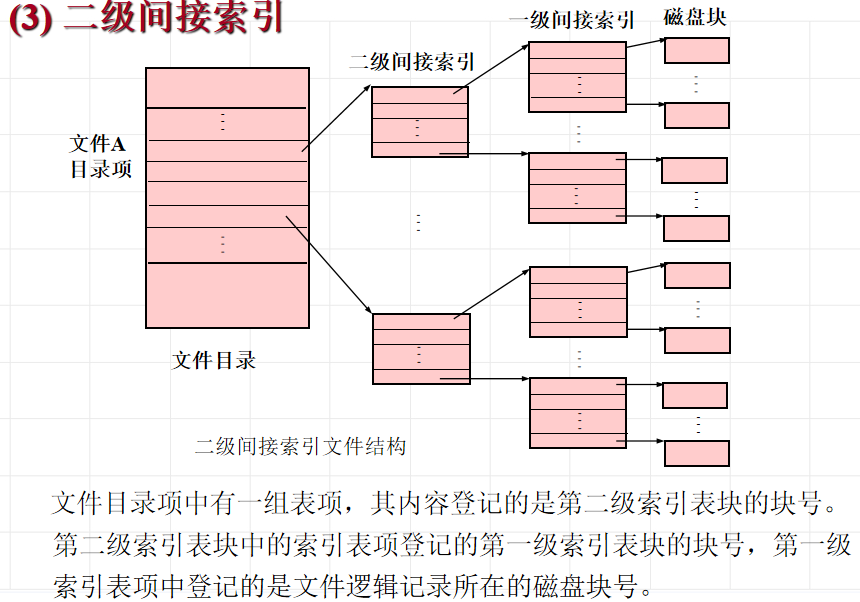 (3) 二级间接索引
一级间接索引 磁盘块
二级间接索引
文件A
目录项
文件目录
二级间接索引文件结构
文件目录项中有一组表项，其内容登记的是第二级索引表块的块号。
第二级索引表块中的索引表项登记的第一级索引表块的块号，第一级
索引表项中登记的是文件逻辑记录所在的磁盘块号。